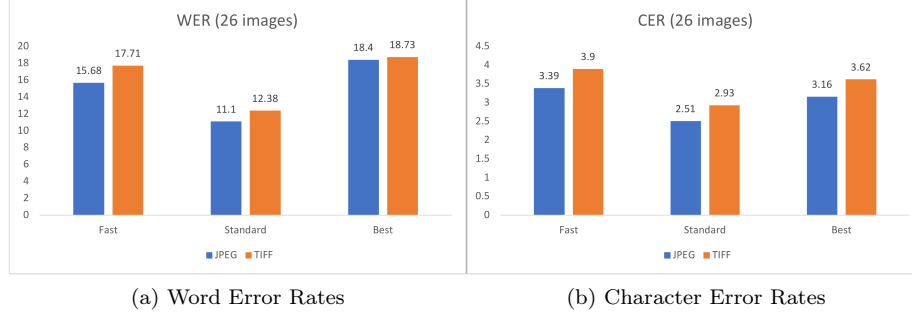 WER (26 images)
20
18
16
14
12
10
8
6
4
2
0
15.68
17.71
11.1
12.38
18.4
18.73
Fast
Standard
Best
JPEG
TIFF
(a) Word Error Rates
CER (26 images)
4.5
4
3.5
3
2.5
2
1.5
1
0.5
0
3.39
3.9
2.51
2.93
3.16
3.62
Fast
Standard
Best
JPEG
TIFF
(b) Character Error Rates